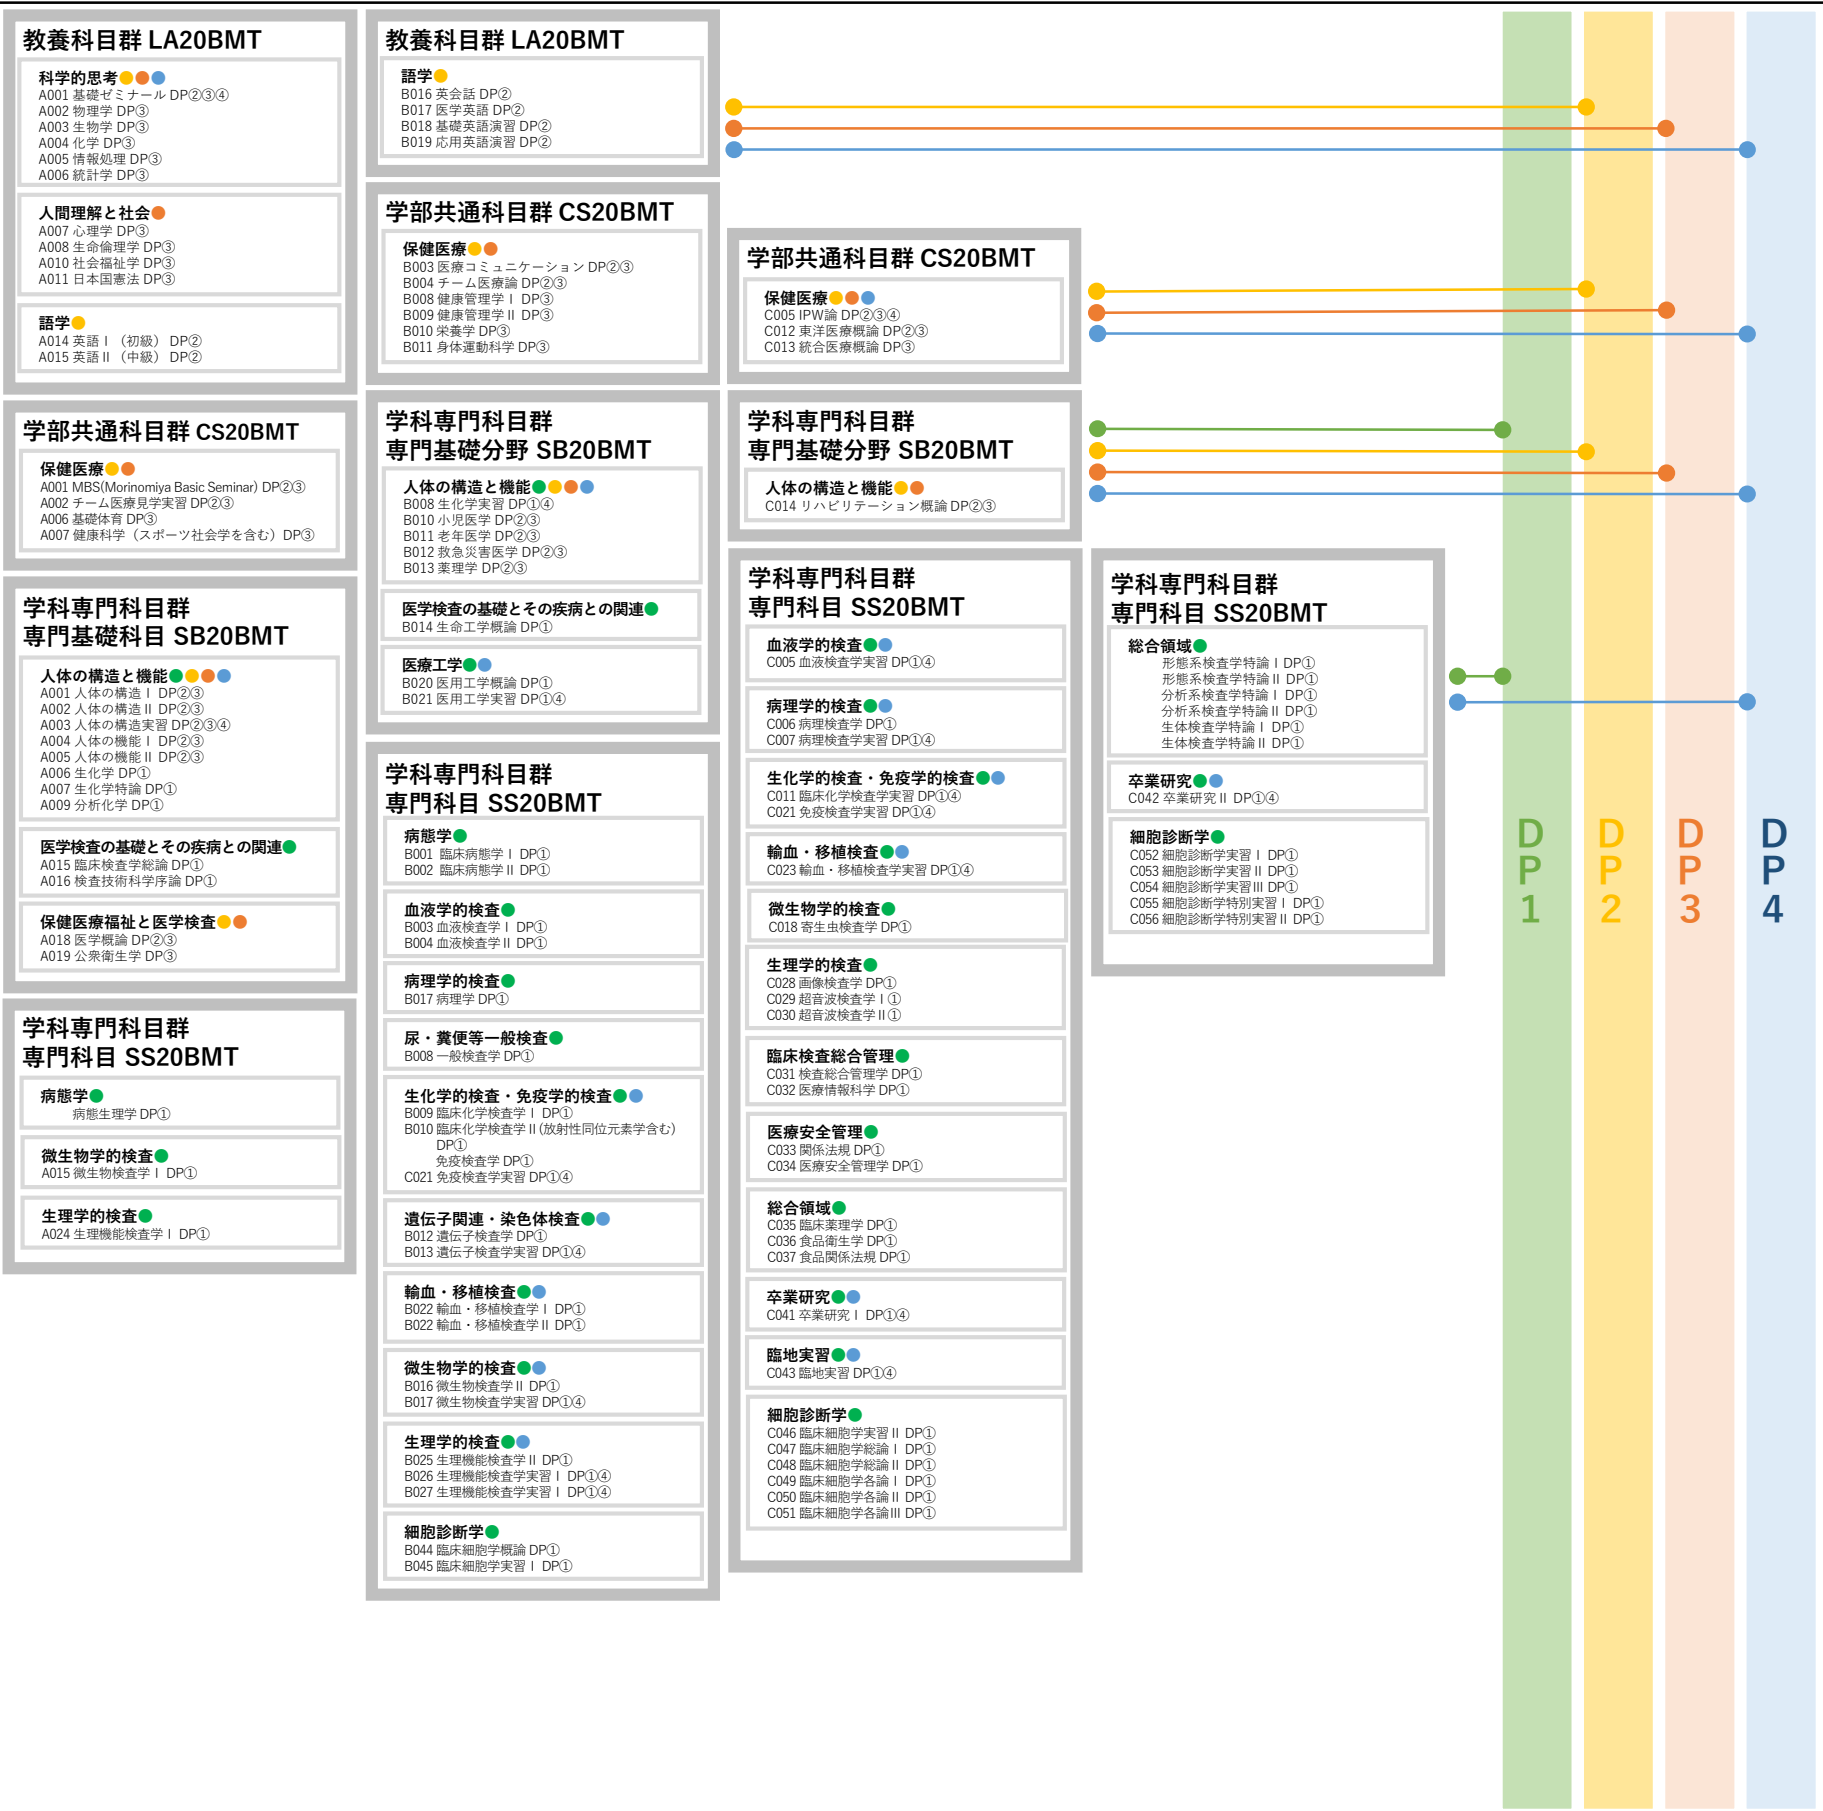 教養科目群 LA20BMT
科学的思考
A001 基礎ゼミナール DP②③④
A002 物理学 DP③
A003 生物学 DP③
A004 化学 DP③
A005 情報処理 DP③
A006 統計学 DP③
人間理解と社会
A007 心理学 DP③
A008 生命倫理学 DP③
A010 社会福祉学 DP③
A011 日本国憲法 DP③
語学
A014 英語Ⅰ（初級） DP②
A015 英語Ⅱ（中級） DP②
学部共通科目群 CS20BMT
保健医療
A001 MBS(Morinomiya Basic Seminar) DP②③
A002 チーム医療見学実習 DP②③
A006 基礎体育 DP③
A007 健康科学（スポーツ社会学を含む）DP③
学科専門科目群
専門基礎科目 SB20BMT
人体の構造と機能
A001 人体の構造Ⅰ DP②③
A002 人体の構造Ⅱ DP②③
A003 人体の構造実習 DP②③④
A004 人体の機能Ⅰ DP②③
A005 人体の機能Ⅱ DP②③
A006 生化学 DP①
A007 生化学特論 DP①
A009 分析化学 DP①
医学検査の基礎とその疾病との関連
A015 臨床検査学総論 DP①
A016 検査技術科学序論 DP①
保健医療福祉と医学検査
A018 医学概論 DP②③
A019 公衆衛生学 DP③
学科専門科目群
専門科目 SS20BMT
病態学
病態生理学 DP①
微生物学的検査
A015 微生物検査学Ⅰ DP①
生理学的検査
A024 生理機能検査学Ⅰ DP①
教養科目群 LA20BMT
語学
B016 英会話 DP②
B017 医学英語 DP②
B018 基礎英語演習 DP②
B019 応用英語演習 DP②
学部共通科目群 CS20BMT
保健医療
B003 医療コミュニケーション DP②③
B004 チーム医療論 DP②③
B008 健康管理学Ⅰ DP③
B009 健康管理学Ⅱ DP③
B010 栄養学 DP③
B011 身体運動科学 DP③
学科専門科目群
専門基礎分野 SB20BMT
人体の構造と機能
B008 生化学実習 DP①④
B010 小児医学 DP②③
B011 老年医学 DP②③
B012 救急災害医学 DP②③
B013 薬理学 DP②③
医学検査の基礎とその疾病との関連
B014 生命工学概論 DP①
医療工学
B020 医用工学概論 DP①
B021 医用工学実習 DP①④
学科専門科目群
専門科目 SS20BMT
病態学
B001 臨床病態学Ⅰ DP①
B002 臨床病態学Ⅱ DP①
血液学的検査
B003 血液検査学Ⅰ DP①
B004 血液検査学Ⅱ DP①
病理学的検査
B017 病理学 DP①
尿・糞便等一般検査
B008 一般検査学 DP①
生化学的検査・免疫学的検査
B009 臨床化学検査学Ⅰ DP①
B010 臨床化学検査学Ⅱ(放射性同位元素学含む)
DP①
免疫検査学 DP①
C021 免疫検査学実習 DP①④
遺伝子関連・染色体検査
B012 遺伝子検査学 DP①
B013 遺伝子検査学実習 DP①④
輸血・移植検査
B022 輸血・移植検査学Ⅰ DP①
B022 輸血・移植検査学Ⅱ DP①
微生物学的検査
B016 微生物検査学Ⅱ DP①
B017 微生物検査学実習 DP①④
生理学的検査
B025 生理機能検査学Ⅱ DP①
B026 生理機能検査学実習Ⅰ DP①④
B027 生理機能検査学実習Ⅰ DP①④
細胞診断学
B044 臨床細胞学概論 DP①
B045 臨床細胞学実習Ⅰ DP①
学部共通科目群 CS20BMT
保健医療
C005 IPW論 DP②③④
C012 東洋医療概論 DP②③
C013 統合医療概論 DP③
学科専門科目群
専門基礎分野 SB20BMT
人体の構造と機能
C014 リハビリテーション概論 DP②③
学科専門科目群
専門科目 SS20BMT
血液学的検査
C005 血液検査学実習 DP①④
病理学的検査
C006 病理検査学 DP①
C007 病理検査学実習 DP①④
生化学的検査・免疫学的検査
C011 臨床化学検査学実習 DP①④
C021 免疫検査学実習 DP①④
輸血・移植検査
C023 輸血・移植検査学実習 DP①④
微生物学的検査
C018 寄生虫検査学 DP①
生理学的検査
C028 画像検査学 DP①
C029 超音波検査学Ⅰ①
C030 超音波検査学Ⅱ①
臨床検査総合管理
C031 検査総合管理学 DP①
C032 医療情報科学 DP①
医療安全管理
C033 関係法規 DP①
C034 医療安全管理学 DP①
総合領域
C035 臨床薬理学 DP①
C036 食品衛生学 DP①
C037 食品関係法規 DP①
卒業研究
C041 卒業研究Ⅰ DP①④
臨地実習
C043 臨地実習 DP①④
細胞診断学
C046 臨床細胞学実習Ⅱ DP①
C047 臨床細胞学総論Ⅰ DP①
C048 臨床細胞学総論Ⅱ DP①
C049 臨床細胞学各論Ⅰ DP①
C050 臨床細胞学各論Ⅱ DP①
C051 臨床細胞学各論Ⅲ DP①
学科専門科目群
専門科目 SS20BMT
総合領域
形態系検査学特論Ⅰ DP①
形態系検査学特論Ⅱ DP①
分析系検査学特論Ⅰ DP①
分析系検査学特論Ⅱ DP①
生体検査学特論Ⅰ DP①
生体検査学特論Ⅱ DP①
卒業研究
C042 卒業研究Ⅱ DP①④
細胞診断学
C052 細胞診断学実習Ⅰ DP①
C053 細胞診断学実習Ⅱ DP①
C054 細胞診断学実習Ⅲ DP①
C055 細胞診断学特別実習Ⅰ DP①
C056 細胞診断学特別実習Ⅱ DP①
DP1
DP2
DP3
DP4